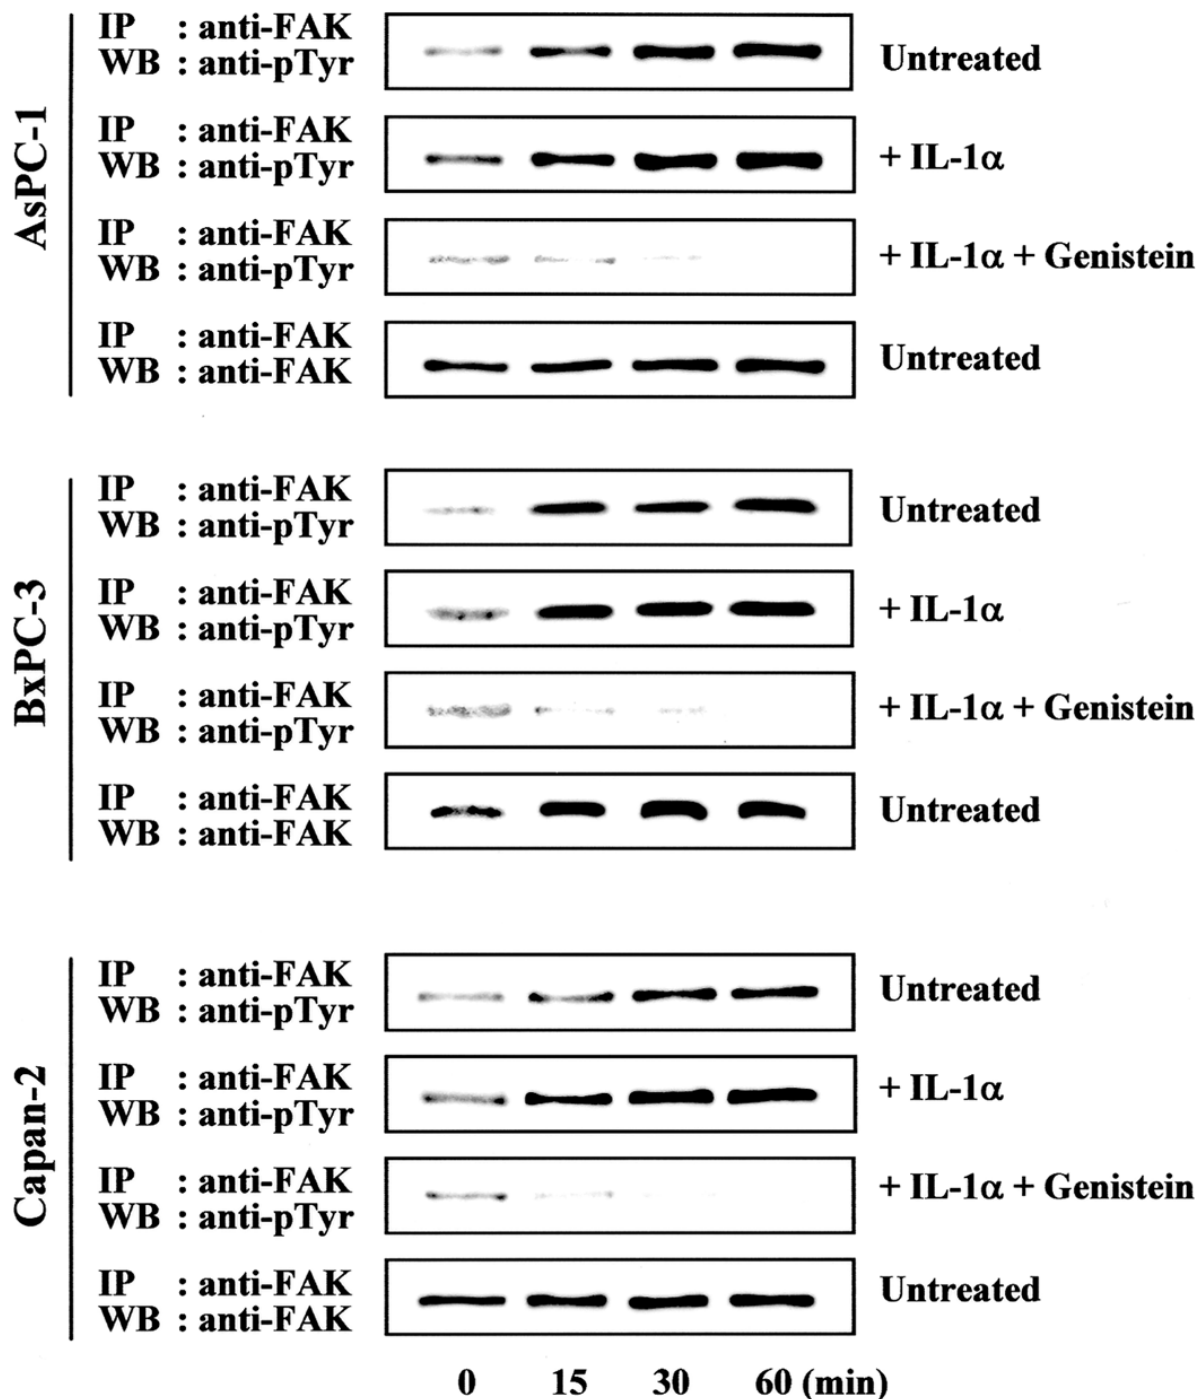 AsPC-1
IP : anti-FAK
WB : anti-pTyr
Untreated
IP : anti-FAK
WB : anti-pTyr
+ IL-1α
IP : anti-FAK
WB : anti-pTyr
+ IL-1α + Genistein
IP : anti-FAK
WB : anti-FAK
Untreated
BxPC-3
IP : anti-FAK
WB : anti-pTyr
Untreated
IP : anti-FAK
WB : anti-pTyr
+ IL-1α
IP : anti-FAK
WB : anti-pTyr
+ IL-1α + Genistein
IP : anti-FAK
WB : anti-FAK
Untreated
Capan-2
IP : anti-FAK
WB : anti-pTyr
Untreated
IP : anti-FAK
WB : anti-pTyr
+ IL-1α
IP : anti-FAK
WB : anti-pTyr
+ IL-1α + Genistein
IP : anti-FAK
WB : anti-FAK
Untreated
0 15 30 60 (min)